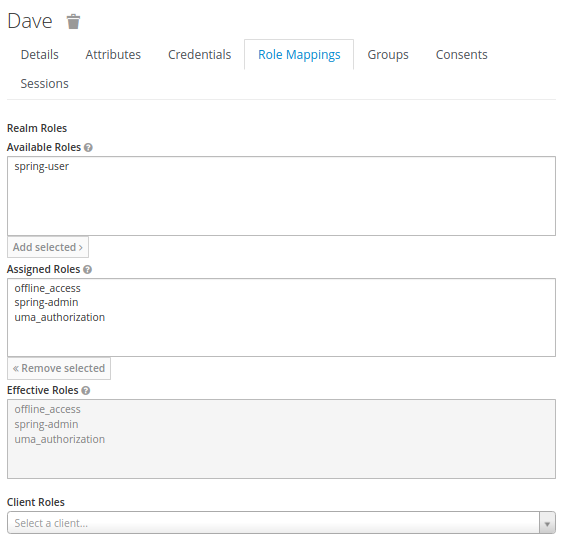 Dave
Details Attributes Credentials Role Mappings Groups Consents
Sessions
Realm Roles
Available Roles ?
spring-user
Add selected ›
Assigned Roles ?
offline_access
spring-admin
uma_authorization
« Remove selected
Effective Roles ?
offline_access
spring-admin
uma_authorization
Client Roles
Select a client...